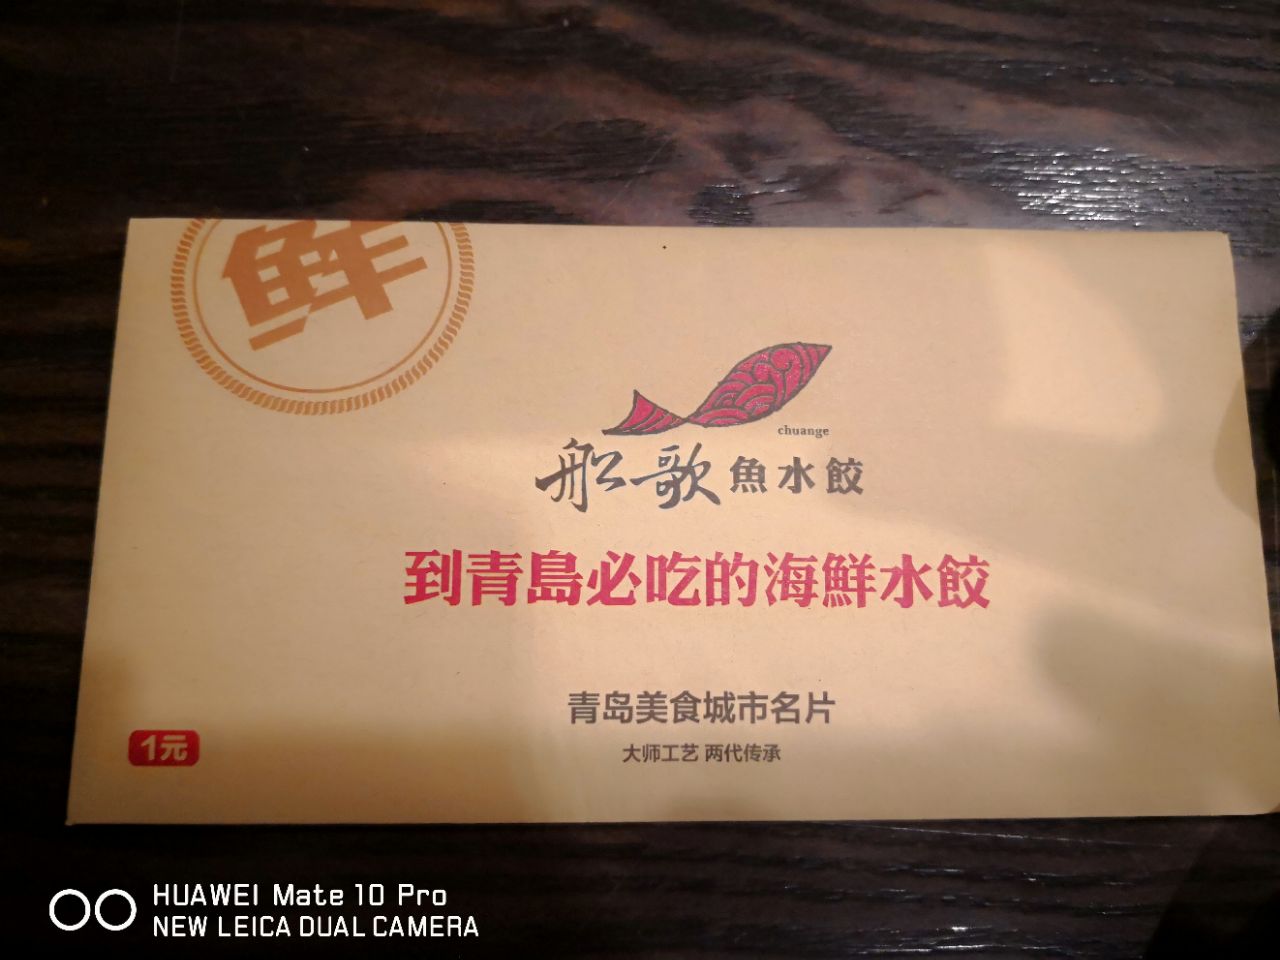 鲜
chuange
船歌魚水餃
到青島必吃的海鮮水餃
青岛美食城市名片
大师工艺 两代传承
1元
HUAWEI Mate 10 Pro
NEW LEICA DUAL CAMERA